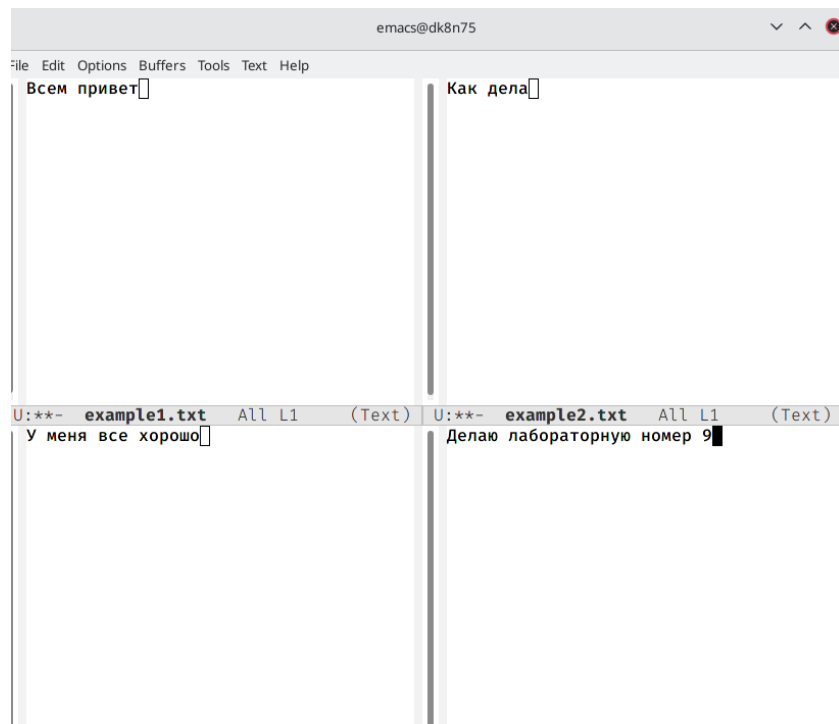 emacs@dk8n75
File Edit Options Buffers Tools Text Help
Всем привет
Как дела
U:**- example1.txt All L1 (Text)
U:**- example2.txt All L1 (Text)
У меня все хорошо
Делаю лабораторную номер 9